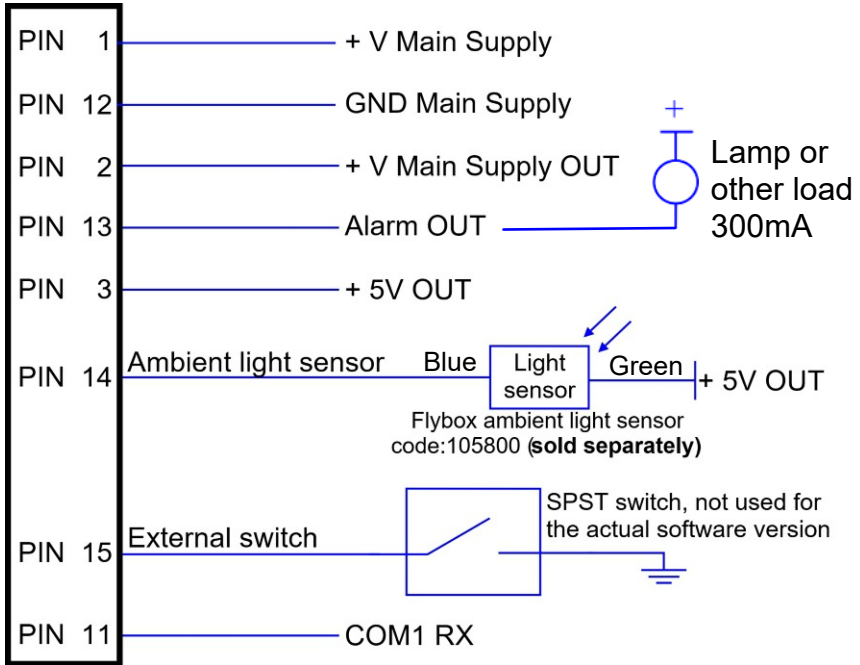 PIN 1 + V Main Supply
PIN 12 GND Main Supply
+
PIN 2 + V Main Supply OUT
Lamp or
other load
300mA
PIN 13 Alarm OUT
PIN 3 + 5V OUT
PIN 14 Ambient light sensor Blue Light
sensor Green + 5V OUT
Flybox ambient light sensor
code:105800 (sold separately)
SPST switch, not used for
the actual software version
PIN 15 External switch
PIN 11 COM1 RX